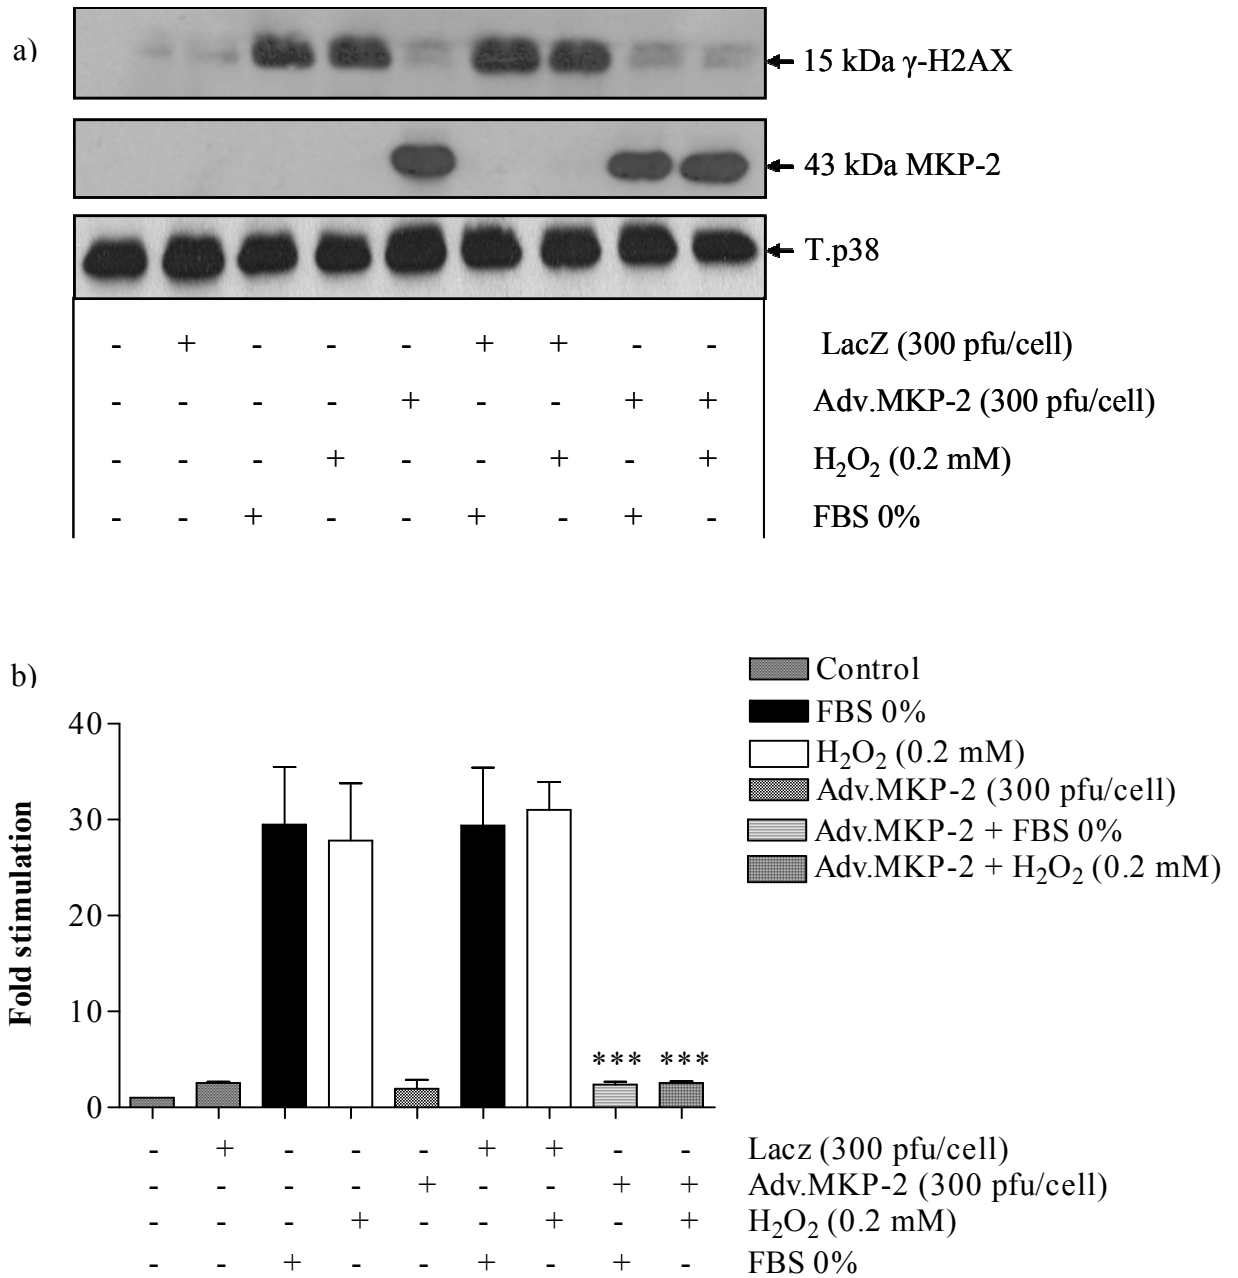 a)
15 kDa γ-H2AX
43 kDa MKP-2
T.p38
- + - - - + + - - LacZ (300 pfu/cell)
- - - - + - - + + Adv.MKP-2 (300 pfu/cell)
- - - + - - + - + H₂O₂ (0.2 mM)
- - + - - + - + - FBS 0%
b)
Control
FBS 0%
H₂O₂ (0.2 mM)
Adv.MKP-2 (300 pfu/cell)
Adv.MKP-2 + FBS 0%
Adv.MKP-2 + H₂O₂ (0.2 mM)
Fold stimulation
40
30
20
10
0
*** ***
- + - - - + + - - Lacz (300 pfu/cell)
- - - - + - - + + Adv.MKP-2 (300 pfu/cell)
- - - + - - + - + H₂O₂ (0.2 mM)
- - + - - + - + - FBS 0%